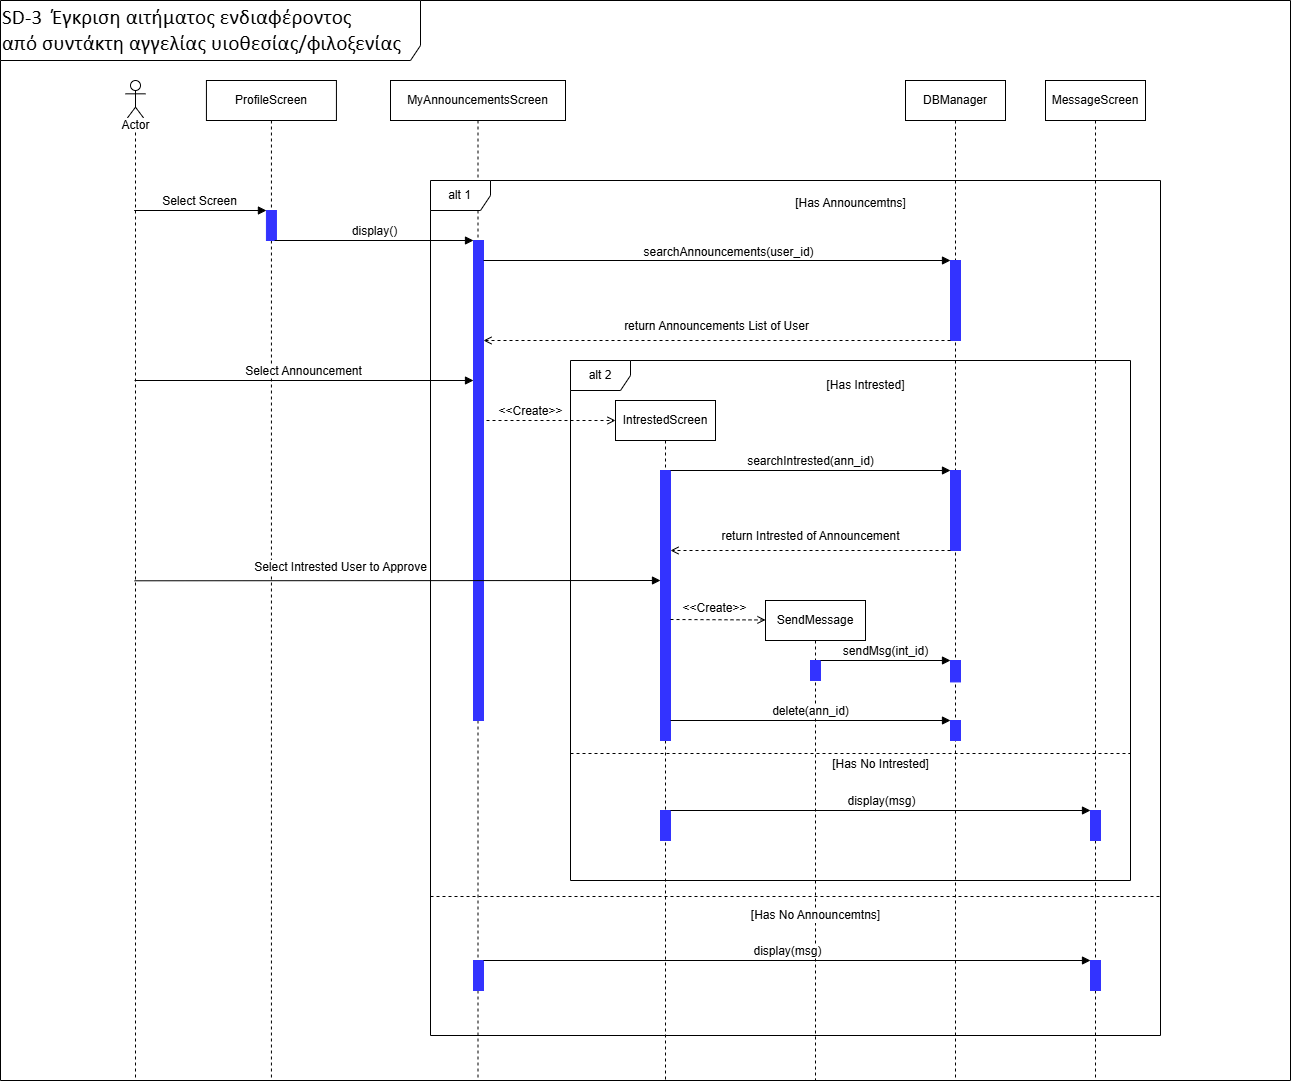 SD-3 Έγκριση αιτήματος ενδιαφέροντος
από συντάκτη αγγελίας υιοθεσίας/φιλοξενίας
Actor
ProfileScreen
MyAnnouncementsScreen
DBManager
MessageScreen
alt 1
[Has Announcemtns]
Select Screen
display()
searchAnnouncements(user_id)
return Announcements List of User
Select Announcement
alt 2
[Has Intrested]
<<Create>>
IntrestedScreen
searchIntrested(ann_id)
return Intrested of Announcement
Select Intrested User to Approve
<<Create>>
SendMessage
sendMsg(int_id)
delete(ann_id)
[Has No Intrested]
display(msg)
[Has No Announcemtns]
display(msg)